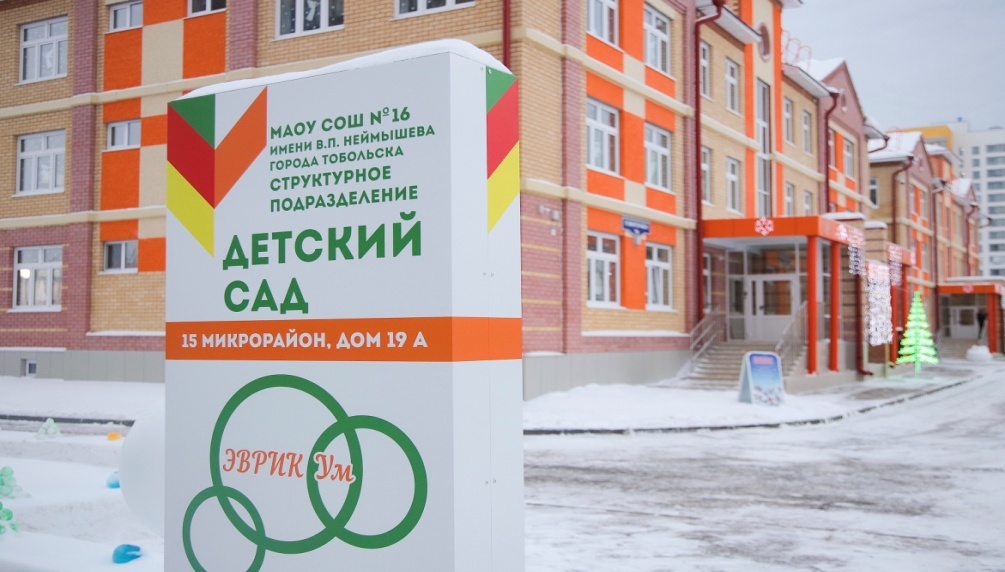 МАОУ СОШ №16
ИМЕНИ В.П. НЕЙМЫШЕВА
ГОРОДА ТОБОЛЬСКА
СТРУКТУРНОЕ
ПОДРАЗДЕЛЕНИЕ
ДЕТСКИЙ
САД
15 МИКРОРАЙОН, ДОМ 19 А
ЭВРИК Ум